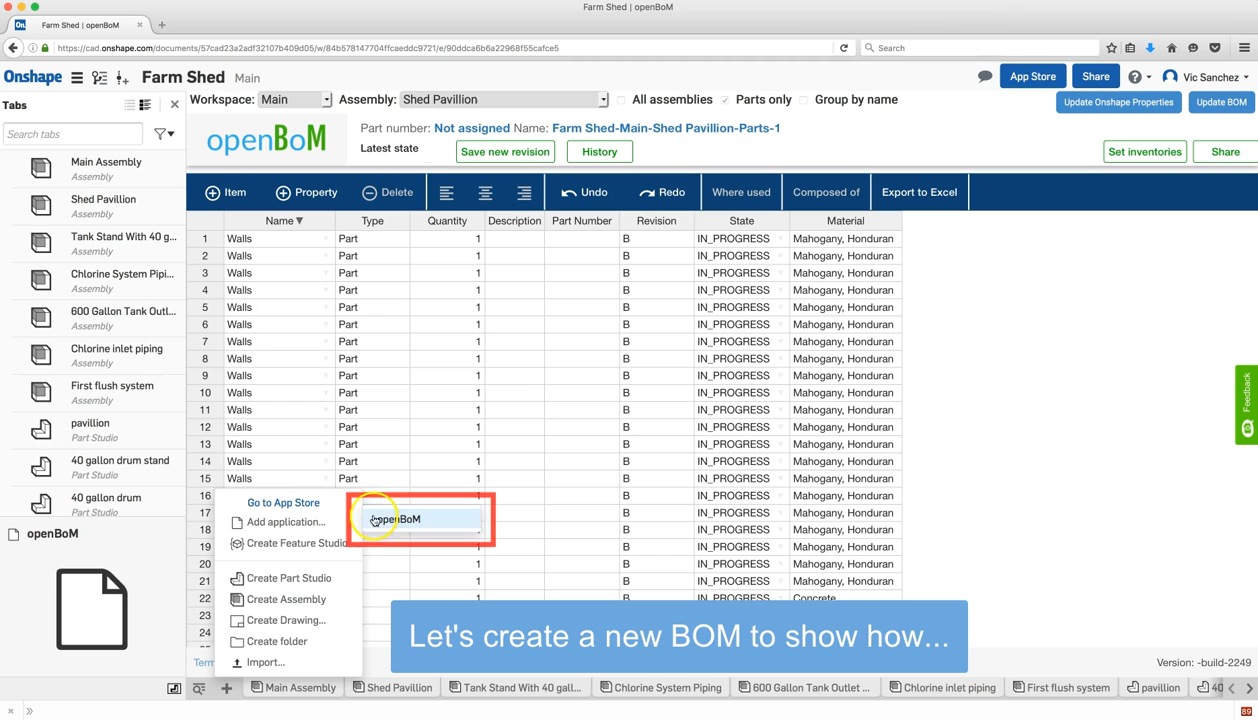 Farm Shed | openBoM
On Farm Shed | openBoM × +
https://cad.onshape.com/documents/57cad23a2adf32107b409d05/w/84b578147704ffcaeddc9721/e/90ddca6b6a22968f55cafce5
Search
Onshape Farm Shed Main
App Store Share Vic Sanchez
Tabs
Workspace: Main Assembly: Shed Pavillion All assemblies Parts only Group by name
Update Onshape Properties Update BOM
Search tabs
openBoM
Part number: Not assigned Name: Farm Shed-Main-Shed Pavillion-Parts-1
Latest state Save new revision History Set inventories Share
Item Property Delete Undo Redo Where used Composed of Export to Excel
Main Assembly
Assembly
Shed Pavillion
Assembly
Tank Stand With 40 g...
Assembly
Chlorine System Pipi...
Assembly
600 Gallon Tank Outl...
Assembly
Chlorine inlet piping
Assembly
First flush system
Assembly
pavillion
Part Studio
40 gallon drum stand
Part Studio
40 gallon drum
Part Studio
openBoM
Name▼ Type Quantity Description Part Number Revision State Material
1 Walls Part 1 B IN_PROGRESS Mahogany, Honduran
2 Walls Part 1 B IN_PROGRESS Mahogany, Honduran
3 Walls Part 1 B IN_PROGRESS Mahogany, Honduran
4 Walls Part 1 B IN_PROGRESS Mahogany, Honduran
5 Walls Part 1 B IN_PROGRESS Mahogany, Honduran
6 Walls Part 1 B IN_PROGRESS Mahogany, Honduran
7 Walls Part 1 B IN_PROGRESS Mahogany, Honduran
8 Walls Part 1 B IN_PROGRESS Mahogany, Honduran
9 Walls Part 1 B IN_PROGRESS Mahogany, Honduran
10 Walls Part 1 B IN_PROGRESS Mahogany, Honduran
11 Walls Part 1 B IN_PROGRESS Mahogany, Honduran
12 Walls Part 1 B IN_PROGRESS Mahogany, Honduran
13 Walls Part 1 B IN_PROGRESS Mahogany, Honduran
14 Walls Part 1 B IN_PROGRESS Mahogany, Honduran
15 Walls Part 1 B IN_PROGRESS Mahogany, Honduran
16 1 B IN_PROGRESS Mahogany, Honduran
17 B IN_PROGRESS Mahogany, Honduran
18 B IN_PROGRESS Mahogany, Honduran
19 1 B IN_PROGRESS Mahogany, Honduran
20 1 B IN_PROGRESS Mahogany, Honduran
21 1 B IN_PROGRESS Mahogany, Honduran
22 1 B IN_PROGRESS Concrete
23
24
Go to App Store
Add application...
Create Feature Studio
Create Part Studio
Create Assembly
Create Drawing...
Create folder
Import...
openBoM
Let's create a new BOM to show how...
Feedback
Version: -build-2249
Main Assembly Shed Pavillion Tank Stand With 40 gall... Chlorine System Piping 600 Gallon Tank Outlet ... Chlorine inlet piping First flush system pavillion 40
× » 89